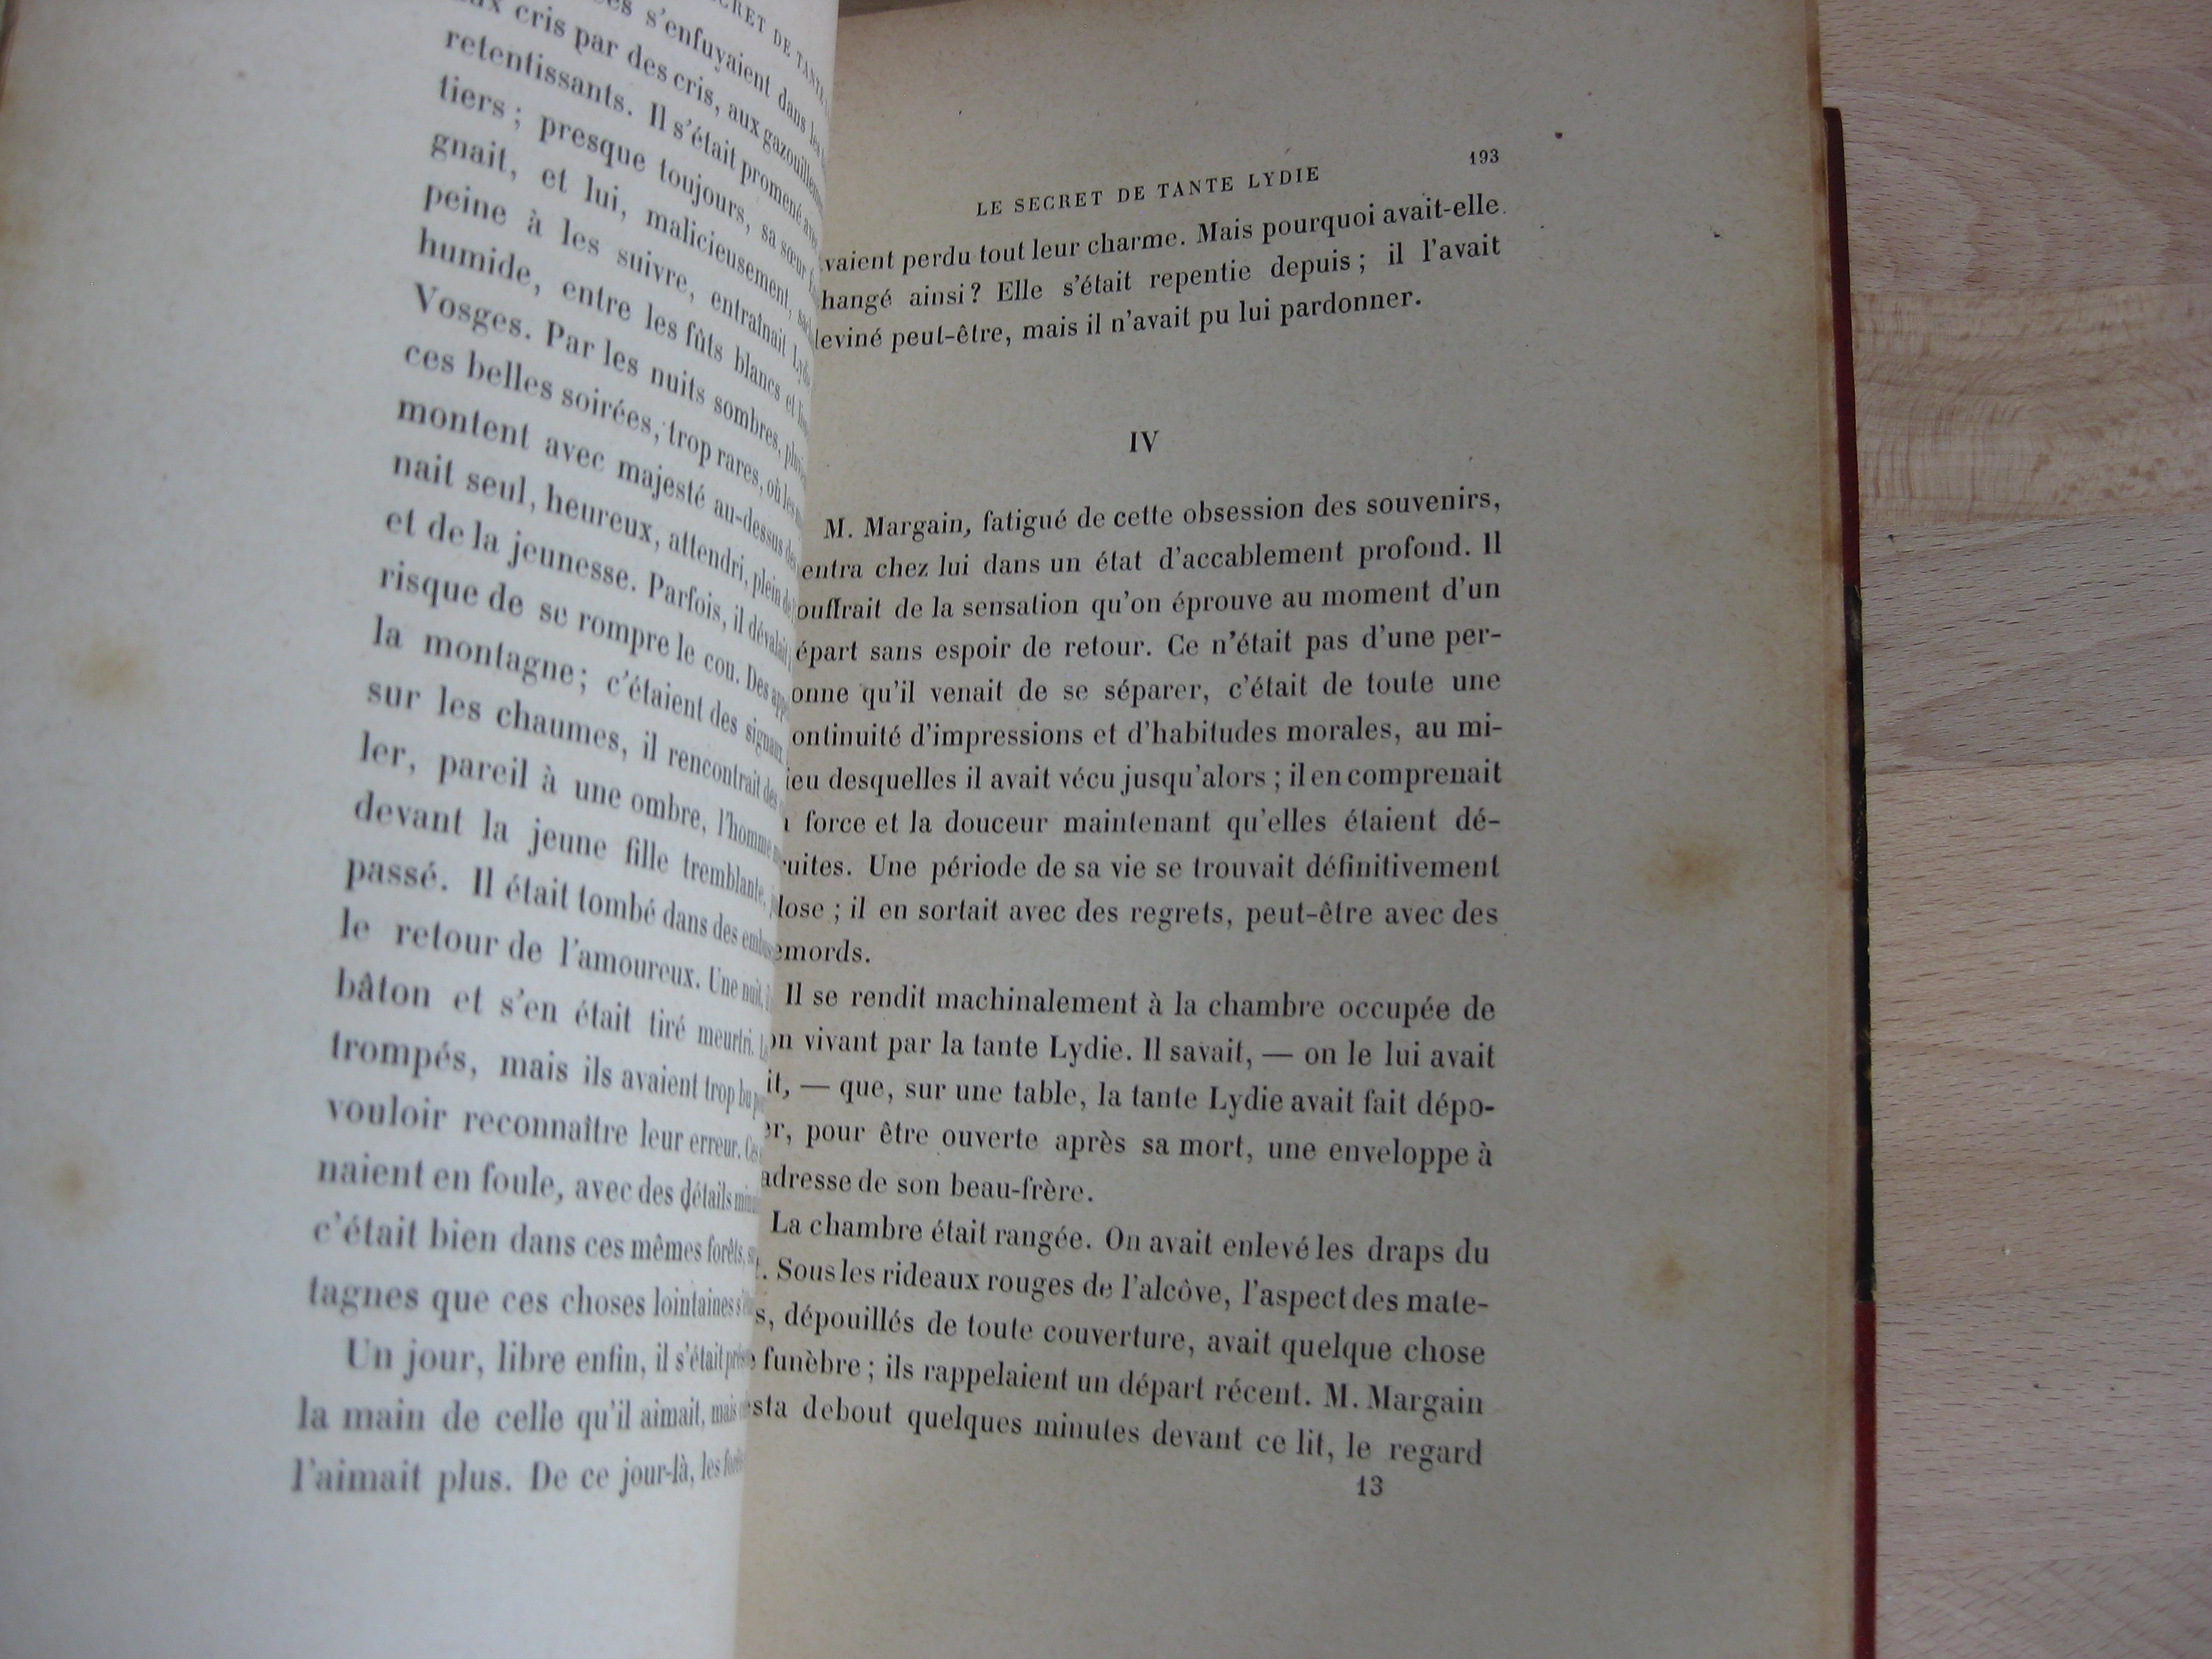 DE TANTE
s'enfuyaient dans les
cris par des cris, aux
retentissants. Il s'était promené
tiers ; presque toujours, sa sœur
gnait, et lui, malicieusement,
peine à les suivre, entraînait
humide, entre les fûts blancs et
Vosges. Par les nuits sombres,
ces belles soirées, trop rares, où
montent avec majesté au-dessus
nait seul, heureux, attendri, plein
et de la jeunesse. Parfois, il dévalait
risque de se rompre le cou. Des
la montagne ; c'étaient des signaux
sur les chaumes, il rencontrait des
ler, pareil à une ombre, l'homme
devant la jeune fille tremblante,
passé. Il était tombé dans des
le retour de l'amoureux. Une nuit,
bâton et s'en était tiré meurtri.
trompés, mais ils avaient trop bu
vouloir reconnaître leur erreur.
naient en foule, avec des détails
c'était bien dans ces mêmes forêts,
tagnes que ces choses lointaines
Un jour, libre enfin, il s'était
la main de celle qu'il aimait, mais
l'aimait plus. De ce jour-là, les
LE SECRET DE TANTE LYDIE 193
vaient perdu tout leur charme. Mais pourquoi avait-elle
hangé ainsi ? Elle s'était repentie depuis ; il l'avait
deviné peut-être, mais il n'avait pu lui pardonner.
IV
M. Margain, fatigué de cette obsession des souvenirs,
entra chez lui dans un état d'accablement profond. Il
ouffrait de la sensation qu'on éprouve au moment d'un
épart sans espoir de retour. Ce n'était pas d'une per-
onne qu'il venait de se séparer, c'était de toute une
ontinuité d'impressions et d'habitudes morales, au mi-
ieu desquelles il avait vécu jusqu'alors ; il en comprenait
force et la douceur maintenant qu'elles étaient dé-
ruites. Une période de sa vie se trouvait définitivement
lose ; il en sortait avec des regrets, peut-être avec des
emords.
Il se rendit machinalement à la chambre occupée de
on vivant par la tante Lydie. Il savait, — on le lui avait
it, — que, sur une table, la tante Lydie avait fait dépo-
er, pour être ouverte après sa mort, une enveloppe à
adresse de son beau-frère.
La chambre était rangée. On avait enlevé les draps du
t. Sous les rideaux rouges de l'alcôve, l'aspect des mate-
s, dépouillés de toute couverture, avait quelque chose
funèbre ; ils rappelaient un départ récent. M. Margain
esta debout quelques minutes devant ce lit, le regard
13